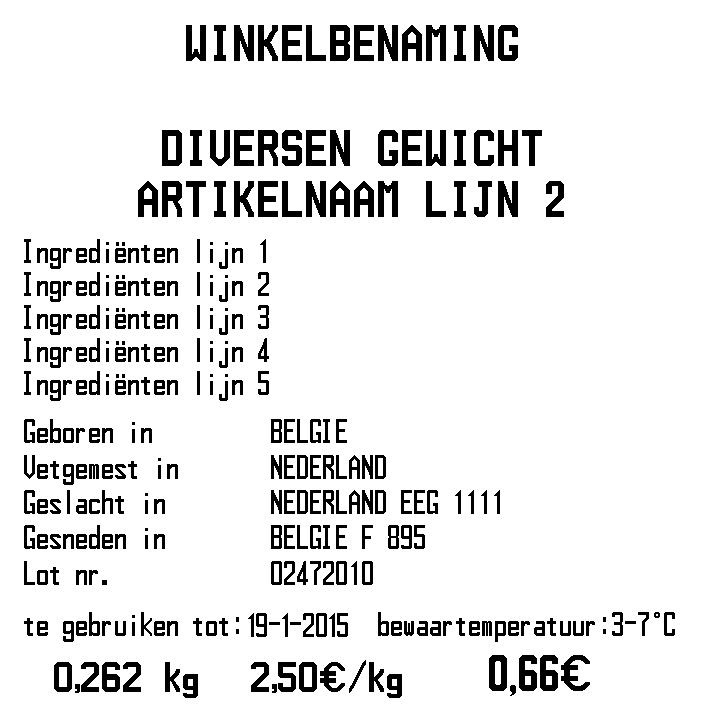 WINKELBENAMING
DIVERSEN GEWICHT
ARTIKELNAAM LIJN 2
Ingrediënten lijn 1
Ingrediënten lijn 2
Ingrediënten lijn 3
Ingrediënten lijn 4
Ingrediënten lijn 5
Geboren in BELGIE
Vetgemest in NEDERLAND
Geslacht in NEDERLAND EEG 1111
Gesneden in BELGIE F 895
Lot nr. 02472010
te gebruiken tot:19-1-2015 bewaartemperatuur:3-7°C
0,262 kg 2,50€/kg 0,66€